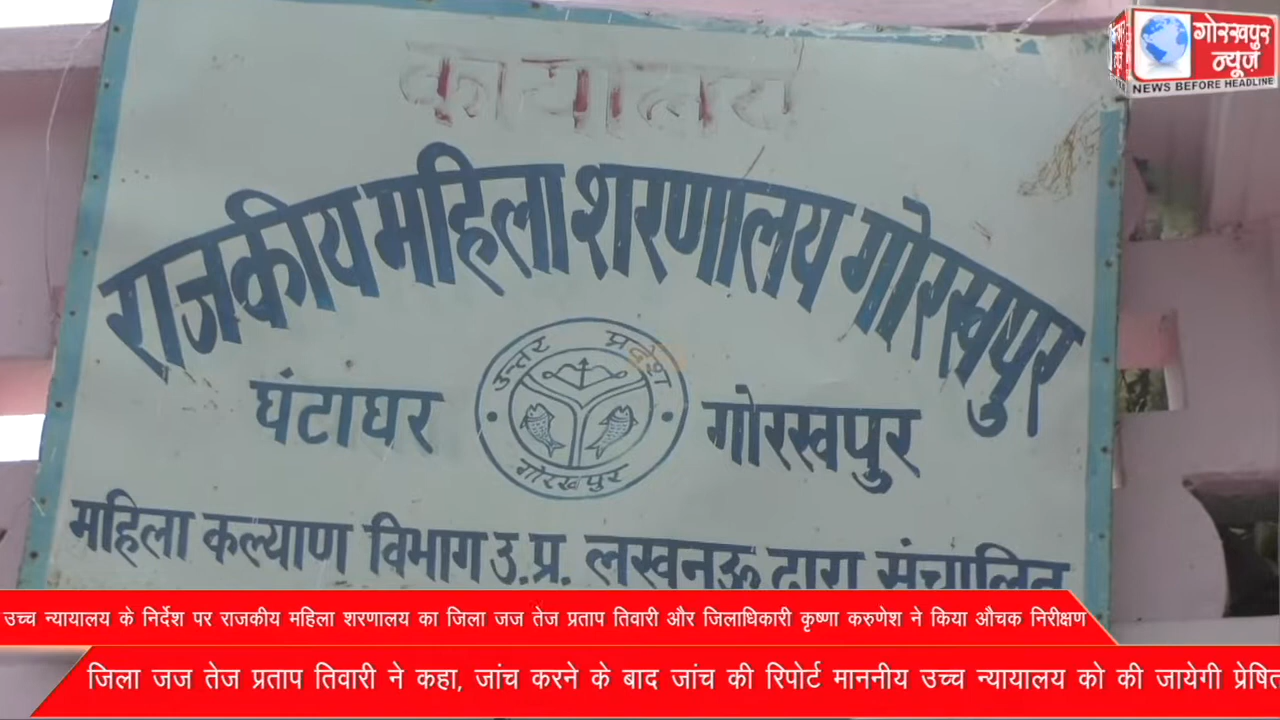 गोरखपुर
न्यूज़
NEWS BEFORE HEADLINE
कार्यालय
राजकीय महिला शरणालय गोरखपुर
उत्तर प्रदेश
घंटाघर
गोरखपुर
गोरखपुर
महिला कल्याण विभाग उ.प्र. लखनऊ द्वारा संचालित
उच्च न्यायालय के निर्देश पर राजकीय महिला शरणालय का जिला जज तेज प्रताप तिवारी और जिलाधिकारी कृष्णा करुणेश ने किया औचक निरीक्षण
जिला जज तेज प्रताप तिवारी ने कहा, जांच करने के बाद जांच की रिपोर्ट माननीय उच्च न्यायालय को की जायेगी प्रेषित